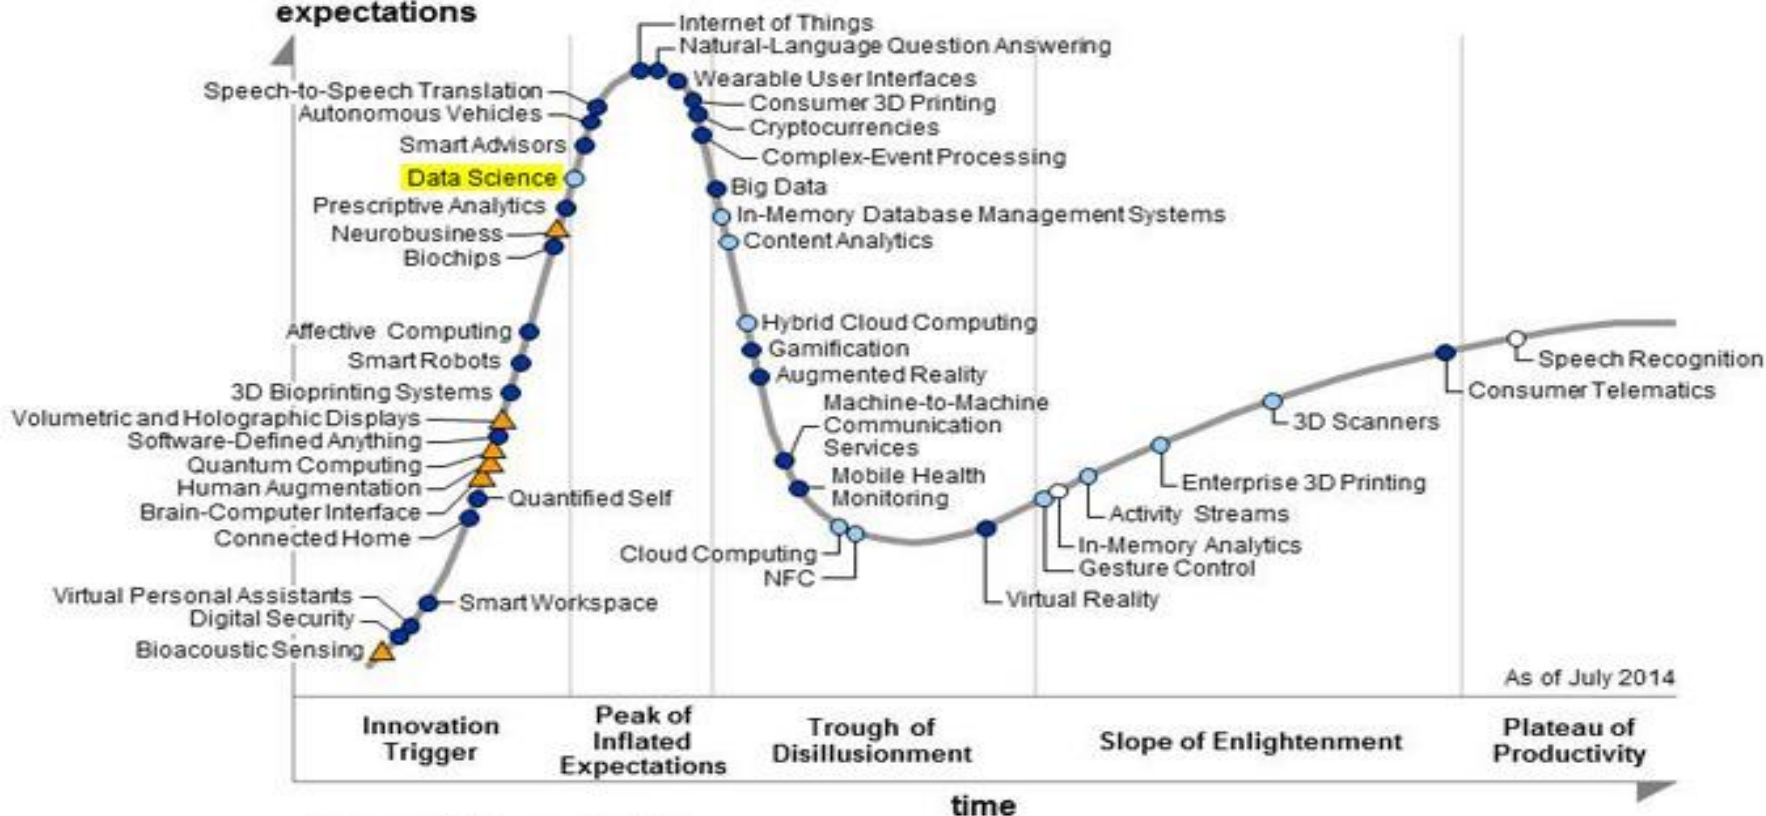 expectations
Internet of Things
Natural-Language Question Answering
Wearable User Interfaces
Consumer 3D Printing
Cryptocurrencies
Complex-Event Processing
Speech-to-Speech Translation
Autonomous Vehicles
Smart Advisors
Data Science
Prescriptive Analytics
Neurobusiness
Biochips
Big Data
In-Memory Database Management Systems
Content Analytics
Affective Computing
Smart Robots
3D Bioprinting Systems
Volumetric and Holographic Displays
Software-Defined Anything
Quantum Computing
Human Augmentation
Brain-Computer Interface
Connected Home
Quantified Self
Virtual Personal Assistants
Digital Security
Bioacoustic Sensing
Smart Workspace
Hybrid Cloud Computing
Gamification
Augmented Reality
Machine-to-Machine
Communication
Services
Mobile Health
Monitoring
Cloud Computing
NFC
Virtual Reality
Gesture Control
In-Memory Analytics
Activity Streams
Enterprise 3D Printing
3D Scanners
Consumer Telematics
Speech Recognition
As of July 2014
Innovation
Trigger
Peak of
Inflated
Expectations
Trough of
Disillusionment
Slope of Enlightenment
Plateau of
Productivity
time